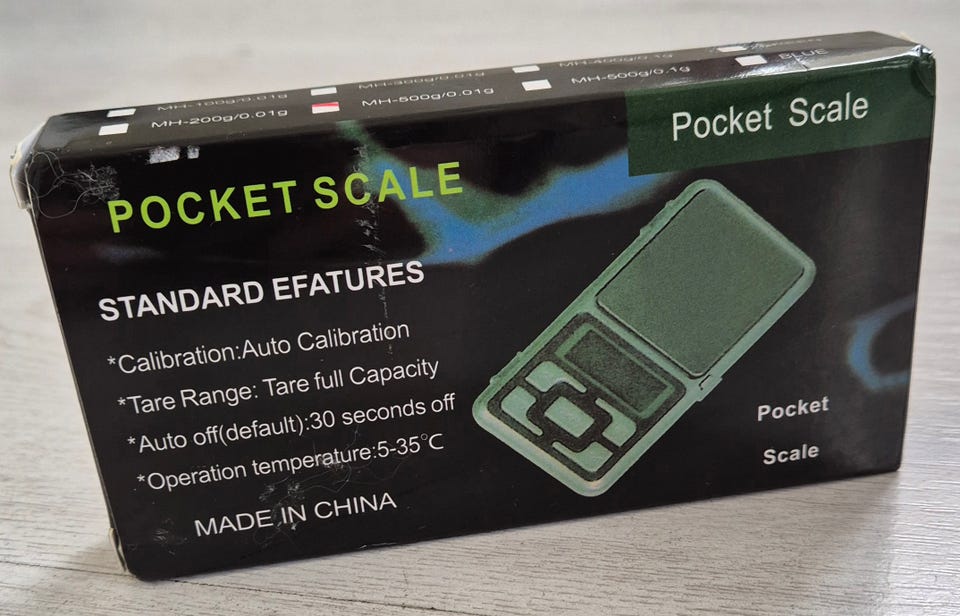 MH-100g/0.01g
MH-300g/0.01g
MH-400g/0.1g
MH-200g/0.01g
MH-500g/0.01g
MH-500g/0.1g
BLUE
Pocket Scale
POCKET SCALE
STANDARD EFATURES
*Calibration:Auto Calibration
*Tare Range: Tare full Capacity
*Auto off(default):30 seconds off
*Operation temperature:5-35℃
MADE IN CHINA
Pocket
Scale